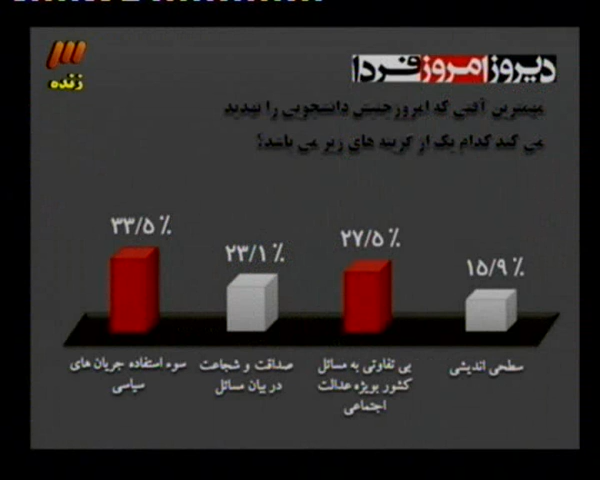 زنده
دیروز امروز فردا
مهمترین آفتی که امروز جنبش دانشجویی را تهدید
می کند کدام یک از گزینه های زیر می باشد؟
۱۵/۹ ٪
۲۷/۵ ٪
۲۳/۱ ٪
۳۳/۵ ٪
سطحی اندیشی
بی تفاوتی به مسائل
کشور بویژه عدالت
اجتماعی
صداقت و شجاعت
در بیان مسائل
سوء استفاده جریان های
سیاسی